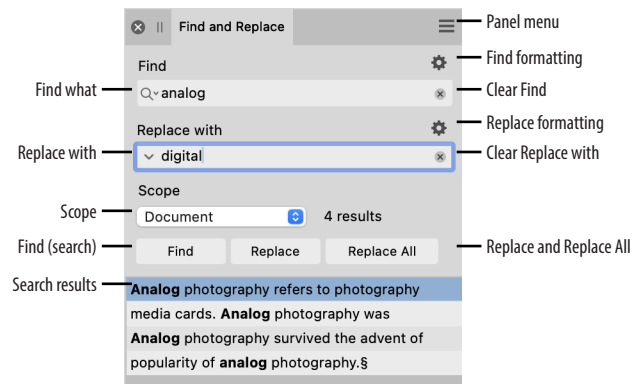 Find and Replace
Panel menu
Find
Find formatting
Find what
analog
Clear Find
Replace with
Replace formatting
Replace with
digital
Clear Replace with
Scope
Scope
Document
4 results
Find (search)
Find
Replace
Replace All
Replace and Replace All
Search results
Analog photography refers to photography
media cards. Analog photography was
Analog photography survived the advent of
popularity of analog photography.§